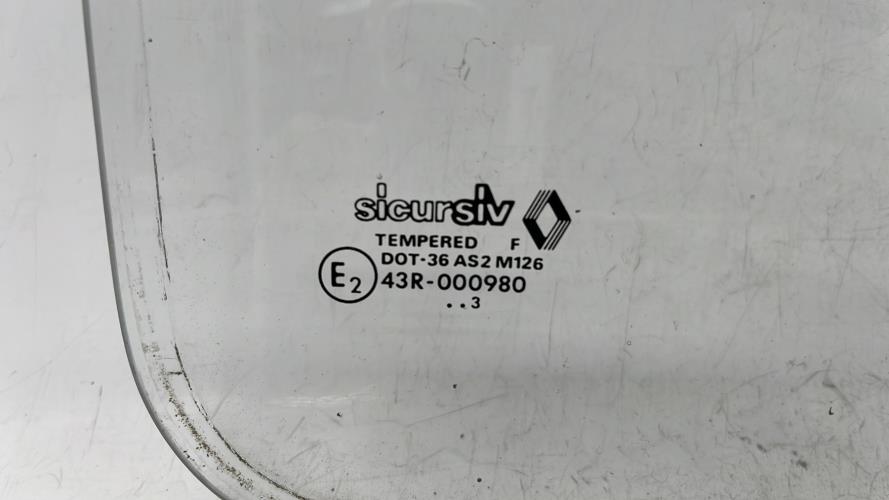 sicursiv
TEMPERED F
DOT-36 AS2 M126
E2 43R-000980
..3